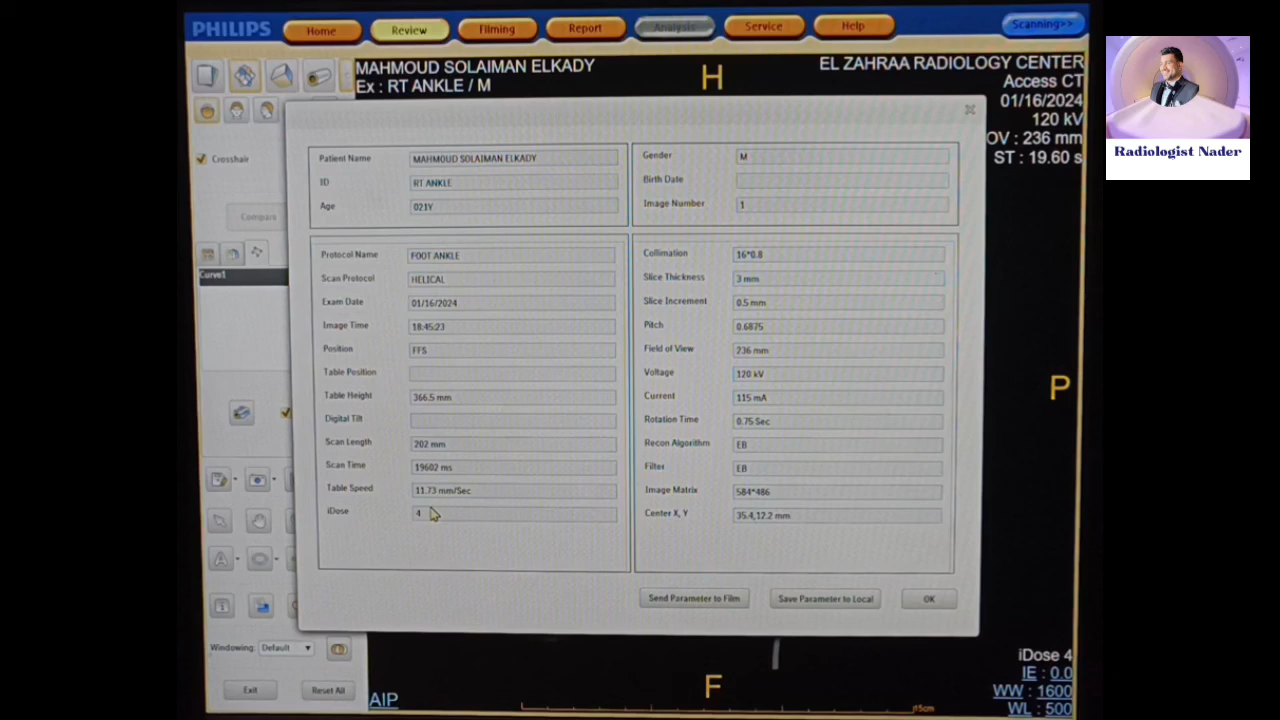 PHILIPS
Home
Review
Filming
Report
Analysis
Service
Help
Scanning>>
MAHMOUD SOLAIMAN ELKADY
Ex : RT ANKLE / M
H
EL ZAHRAA RADIOLOGY CENTER
Access CT
01/16/2024
120 kV
OV : 236 mm
ST : 19.60 s
Radiologist Nader
Crosshair
Compare
Curve1
Patient Name MAHMOUD SOLAIMAN ELKADY
ID RT ANKLE
Age 021Y
Gender M
Birth Date
Image Number 1
Protocol Name FOOT ANKLE
Scan Protocol HELICAL
Exam Date 01/16/2024
Image Time 18:45:23
Position FFS
Table Position
Table Height 366.5 mm
Digital Tilt
Scan Length 202 mm
Scan Time 19602 ms
Table Speed 11.73 mm/Sec
iDose 4
Collimation 16*0.8
Slice Thickness 3 mm
Slice Increment 0.5 mm
Pitch 0.6875
Field of View 236 mm
Voltage 120 kV
Current 115 mA
Rotation Time 0.75 Sec
Recon Algorithm EB
Filter EB
Image Matrix 584*486
Center X, Y 35.4,12.2 mm
Send Parameter to Film
Save Parameter to Local
OK
P
Windowing: Default
Exit
Reset All
AIP
F
15cm
iDose 4
IE : 0.0
WW : 1600
WL : 500